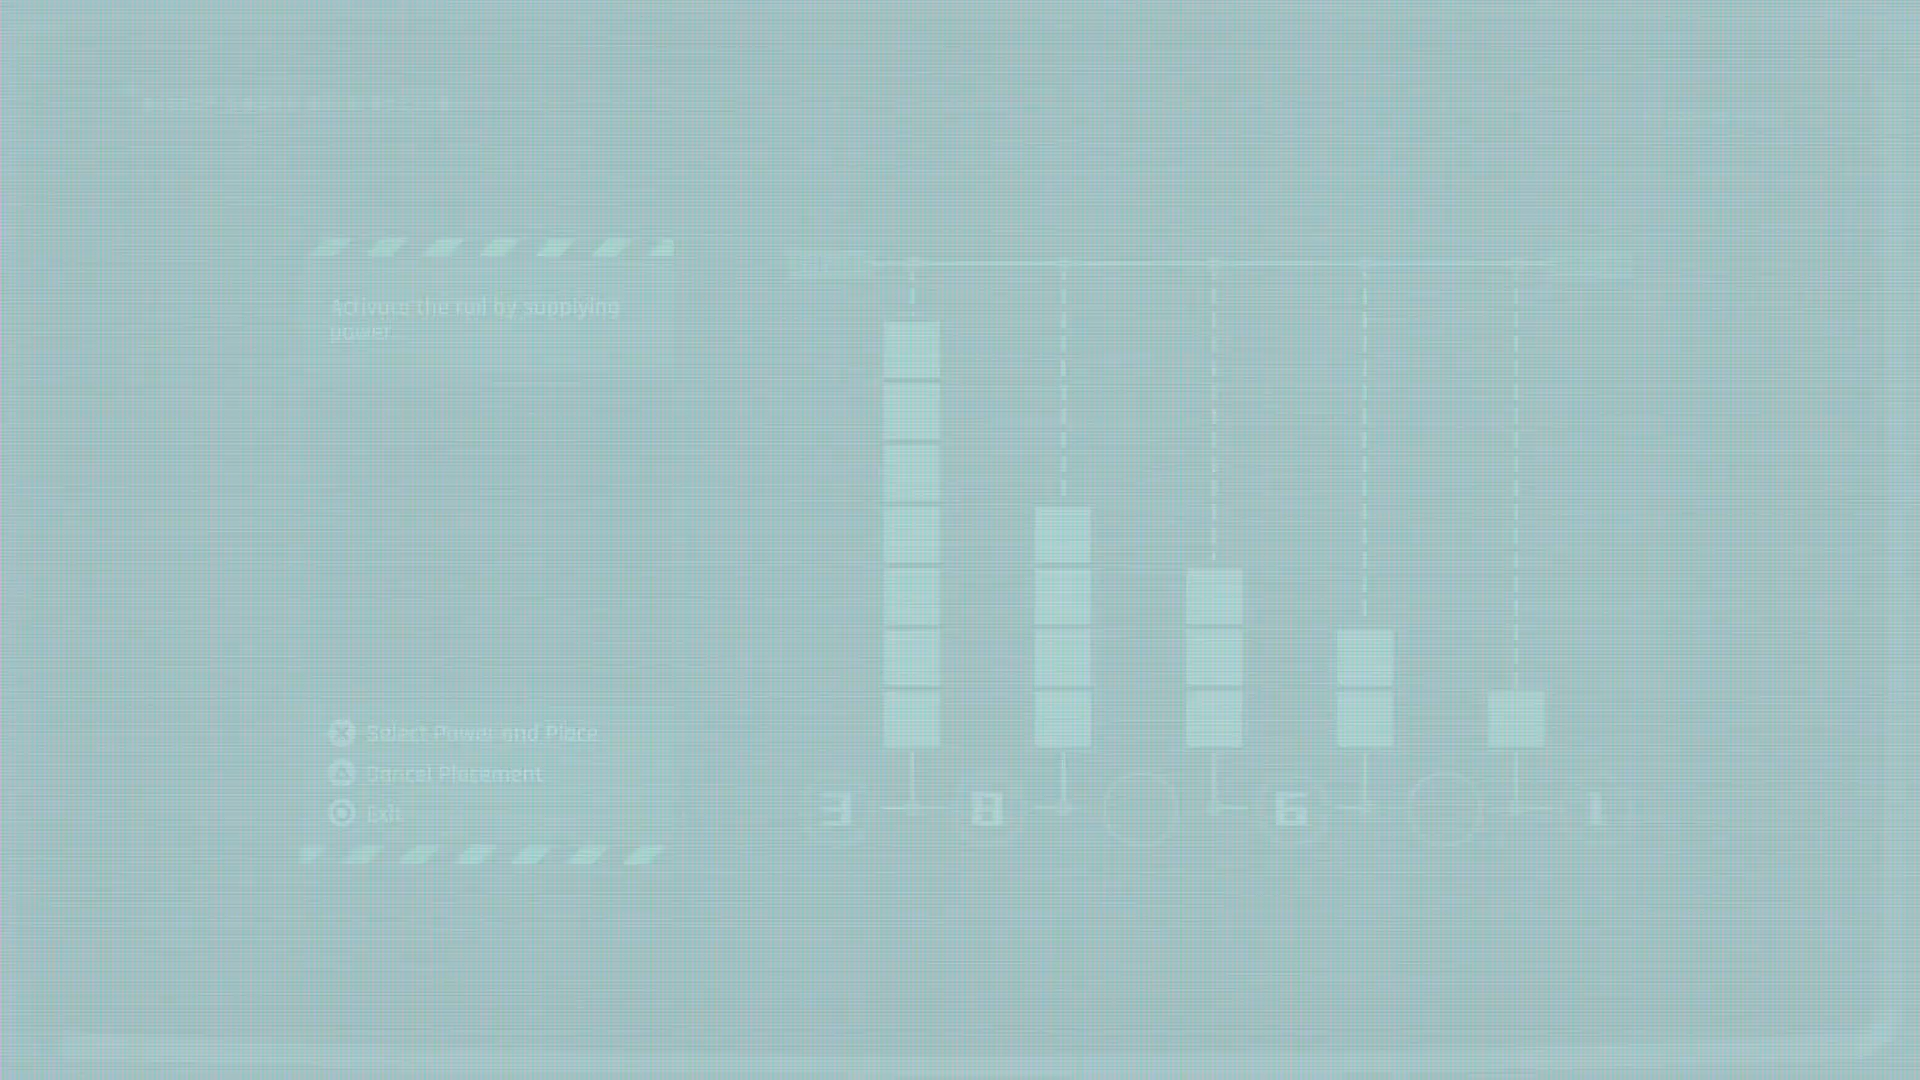 Activate the rail by supplying
power.
Select Power and Place
Cancel Placement
Exit
3 8 6 1